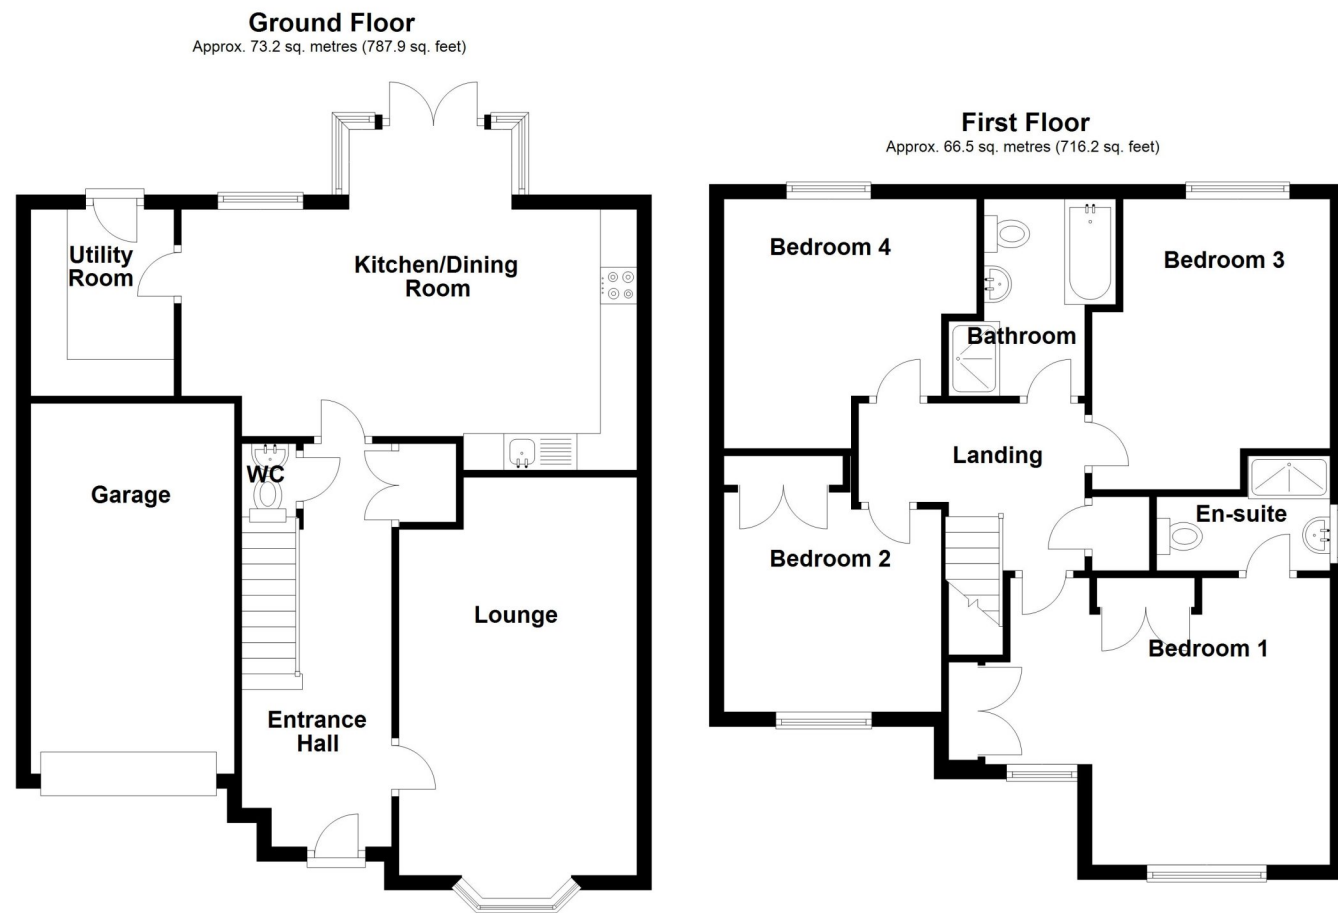 Ground Floor
Approx. 73.2 sq. metres (787.9 sq. feet)
Utility
Room
Kitchen/Dining
Room
WC
Garage
Lounge
Entrance
Hall
First Floor
Approx. 66.5 sq. metres (716.2 sq. feet)
Bedroom 4
Bedroom 3
Bathroom
Landing
En-suite
Bedroom 2
Bedroom 1